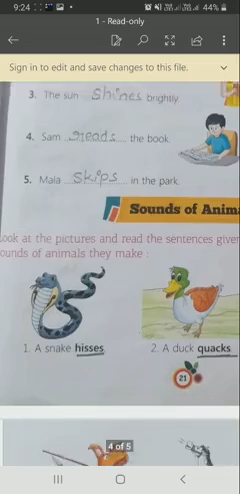 9:24
44%
1 - Read-only
Sign in to edit and save changes to this file.
3. The sun Shines brightly.
4. Sam reads the book.
5. Mala Skips in the park.
Sounds of Anim
Look at the pictures and read the sentences given
ounds of animals they make :
1. A snake hisses. 2. A duck quacks
21
4 of 5